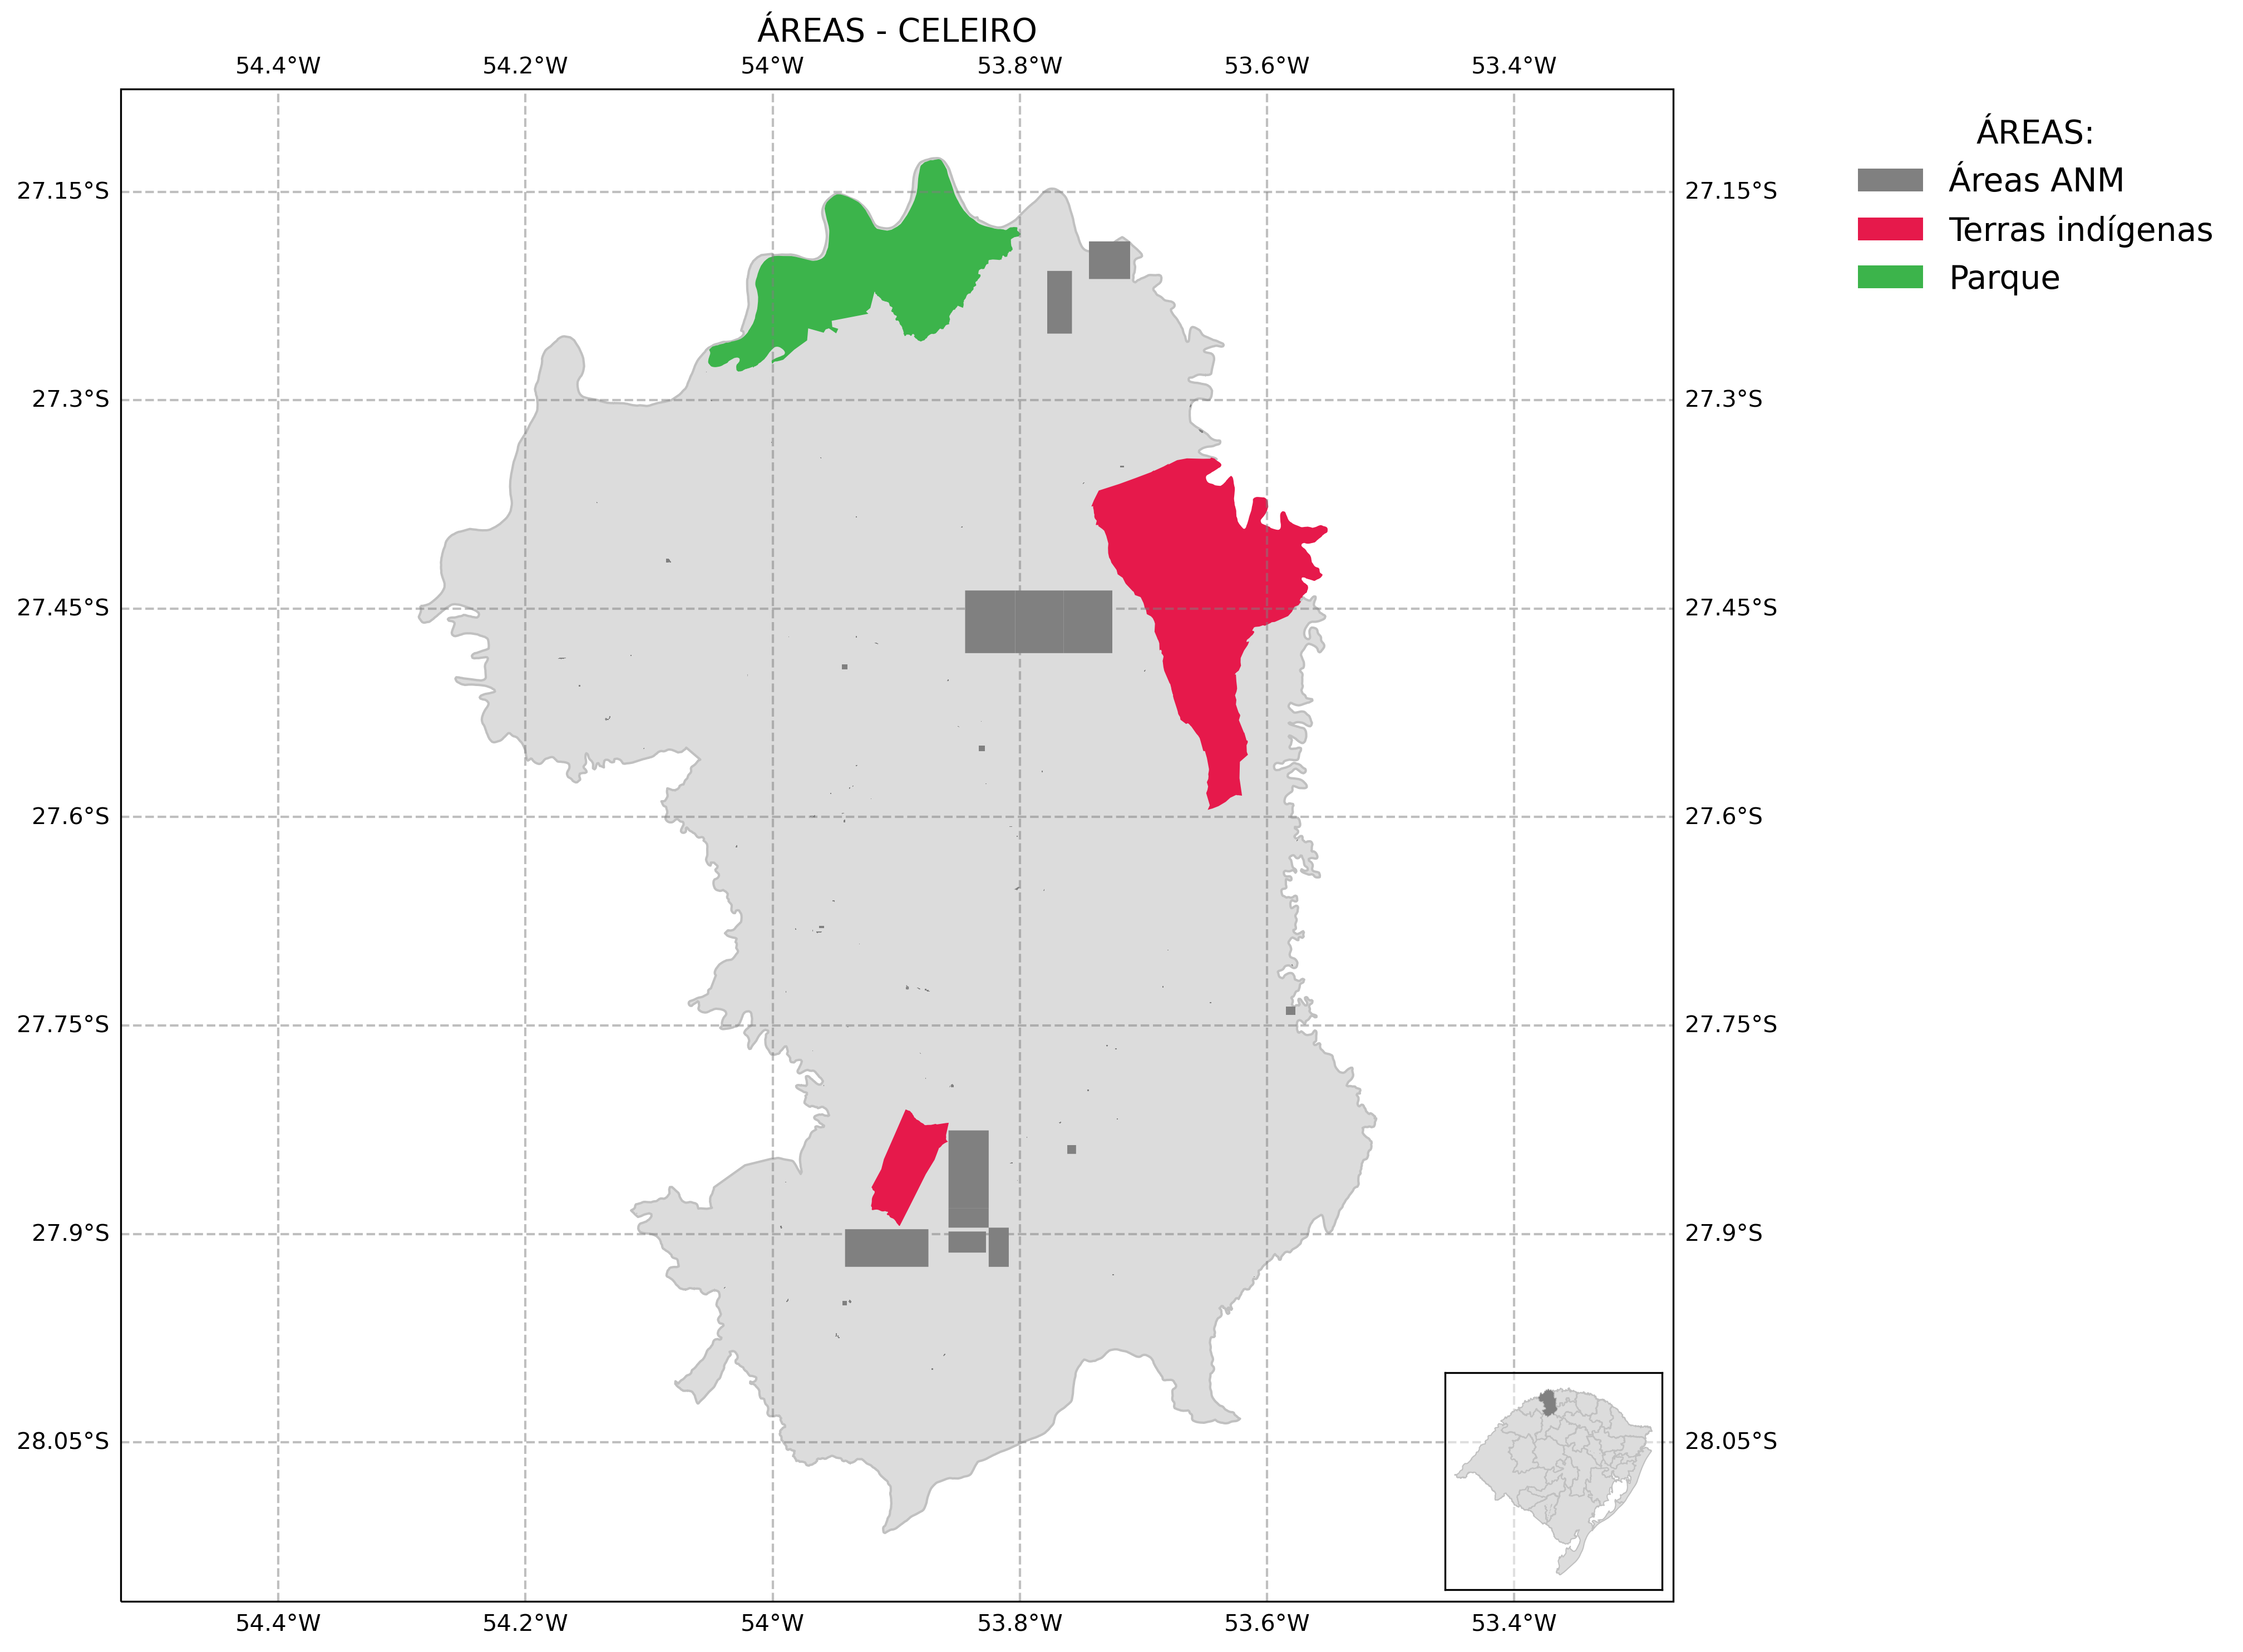 ÁREAS - CELEIRO
54.4°W 54.2°W 54°W 53.8°W 53.6°W 53.4°W
ÁREAS:
Áreas ANM
Terras indígenas
Parque
27.15°S 27.15°S
27.3°S 27.3°S
27.45°S 27.45°S
27.6°S 27.6°S
27.75°S 27.75°S
27.9°S 27.9°S
28.05°S 28.05°S
54.4°W 54.2°W 54°W 53.8°W 53.6°W 53.4°W